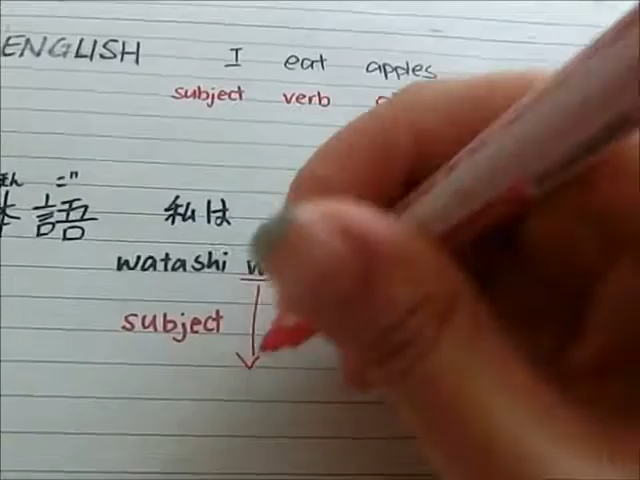 ENGLISH I eat apples
subject verb
語 私は
watashi
subject